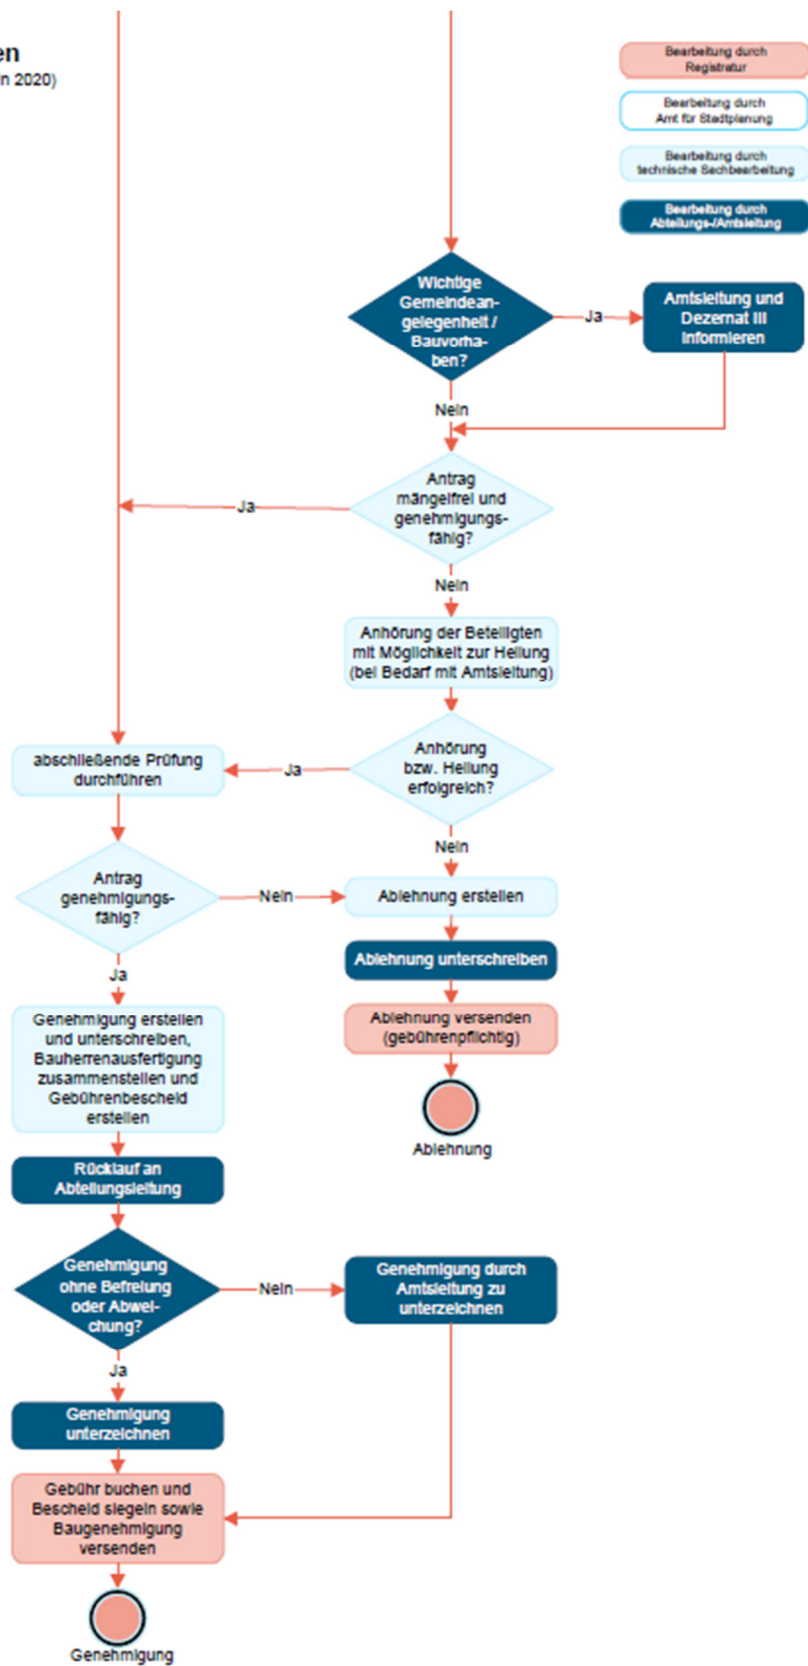 en
in 2020)
Bearbeitung durch
Registratur
Bearbeitung durch
Amt für Stadtplanung
Bearbeitung durch
technische Sachbearbeitung
Bearbeitung durch
Abteilungs-/Amtsleitung
Wichtige
Gemeindean-
gelegenheit /
Bauvorha-
ben?
Ja
Amtsleitung und
Dezernat III
informieren
Nein
Antrag
mängelfrei und
genehmigungs-
fähig?
Ja
Nein
Anhörung der Beteiligten
mit Möglichkeit zur Heilung
(bei Bedarf mit Amtsleitung)
abschließende Prüfung
durchführen
Ja
Anhörung
bzw. Heilung
erfolgreich?
Nein
Antrag
genehmigungs-
fähig?
Nein
Ablehnung erstellen
Ablehnung unterschreiben
Ja
Ablehnung versenden
(gebührenpflichtig)
Genehmigung erstellen
und unterschreiben,
Bauherrenausfertigung
zusammenstellen und
Gebührenbescheid
erstellen
Ablehnung
Rücklauf an
Abteilungsleitung
Genehmigung
ohne Befreiung
oder Abwei-
chung?
Nein
Genehmigung durch
Amtsleitung zu
unterzeichnen
Ja
Genehmigung
unterzeichnen
Gebühr buchen und
Bescheid siegeln sowie
Baugenehmigung
versenden
Genehmigung